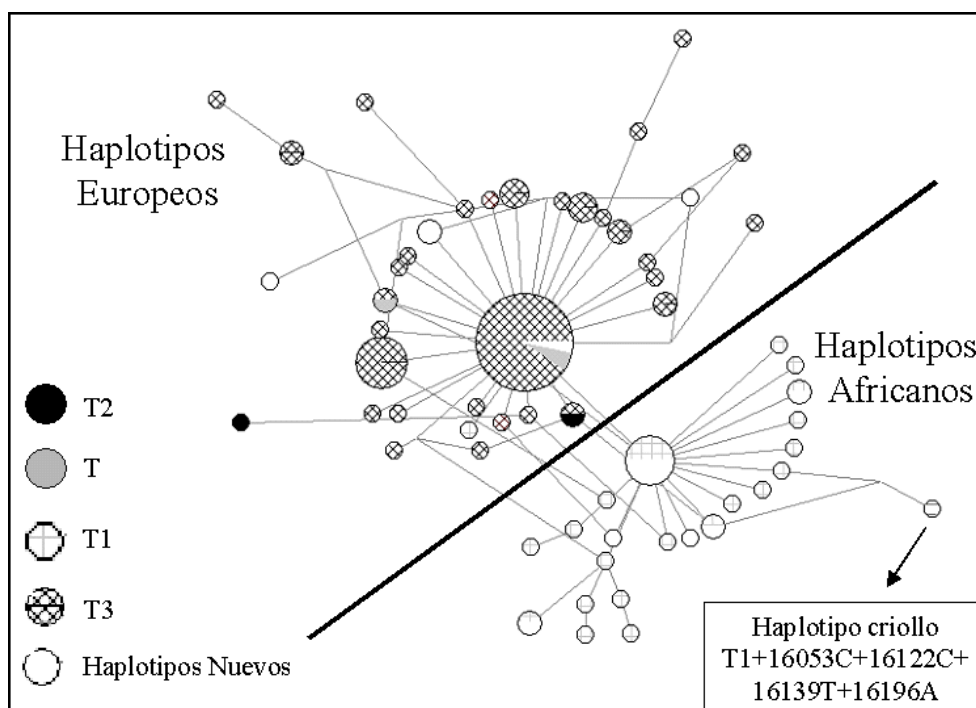 Haplotipos
Europeos
Haplotipos
Africanos
T2
T
T1
T3
Haplotipos Nuevos
Haplotipo criollo
T1+16053C+16122C+
16139T+16196A